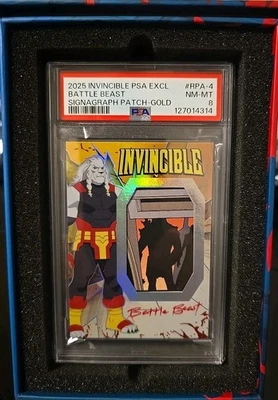 2025 INVINCIBLE PSA EXCL #RPA-4
BATTLE BEAST NM-MT
SIGNAGRAPH PATCH-GOLD 8
PSA 127014314
INVINCIBLE
Battle Beast